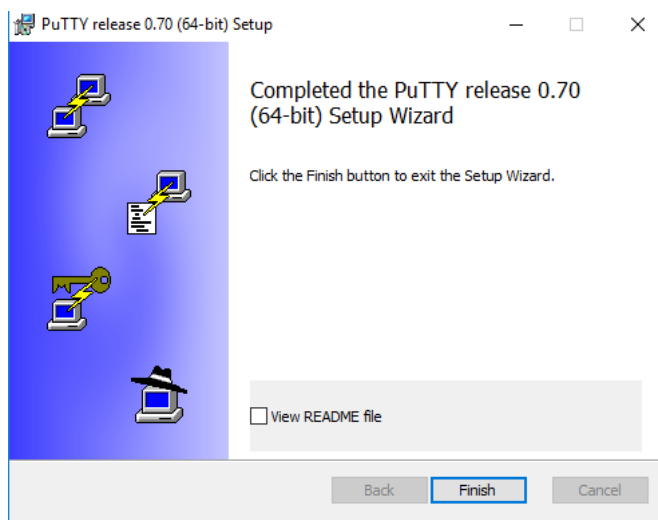 PuTTY release 0.70 (64-bit) Setup
Completed the PuTTY release 0.70
(64-bit) Setup Wizard
Click the Finish button to exit the Setup Wizard.
View README file
Back Finish Cancel